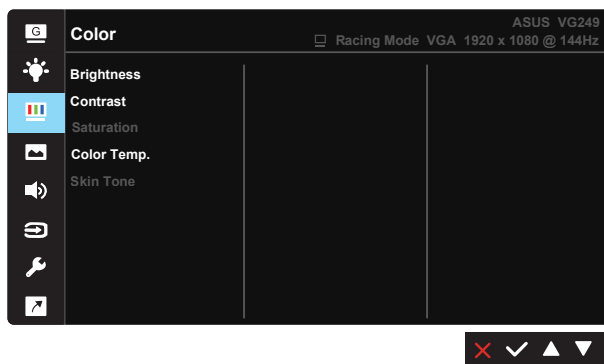 G
Color
ASUS VG249
Racing Mode VGA 1920 x 1080 @ 144Hz
Brightness
Contrast
Saturation
Color Temp.
Skin Tone